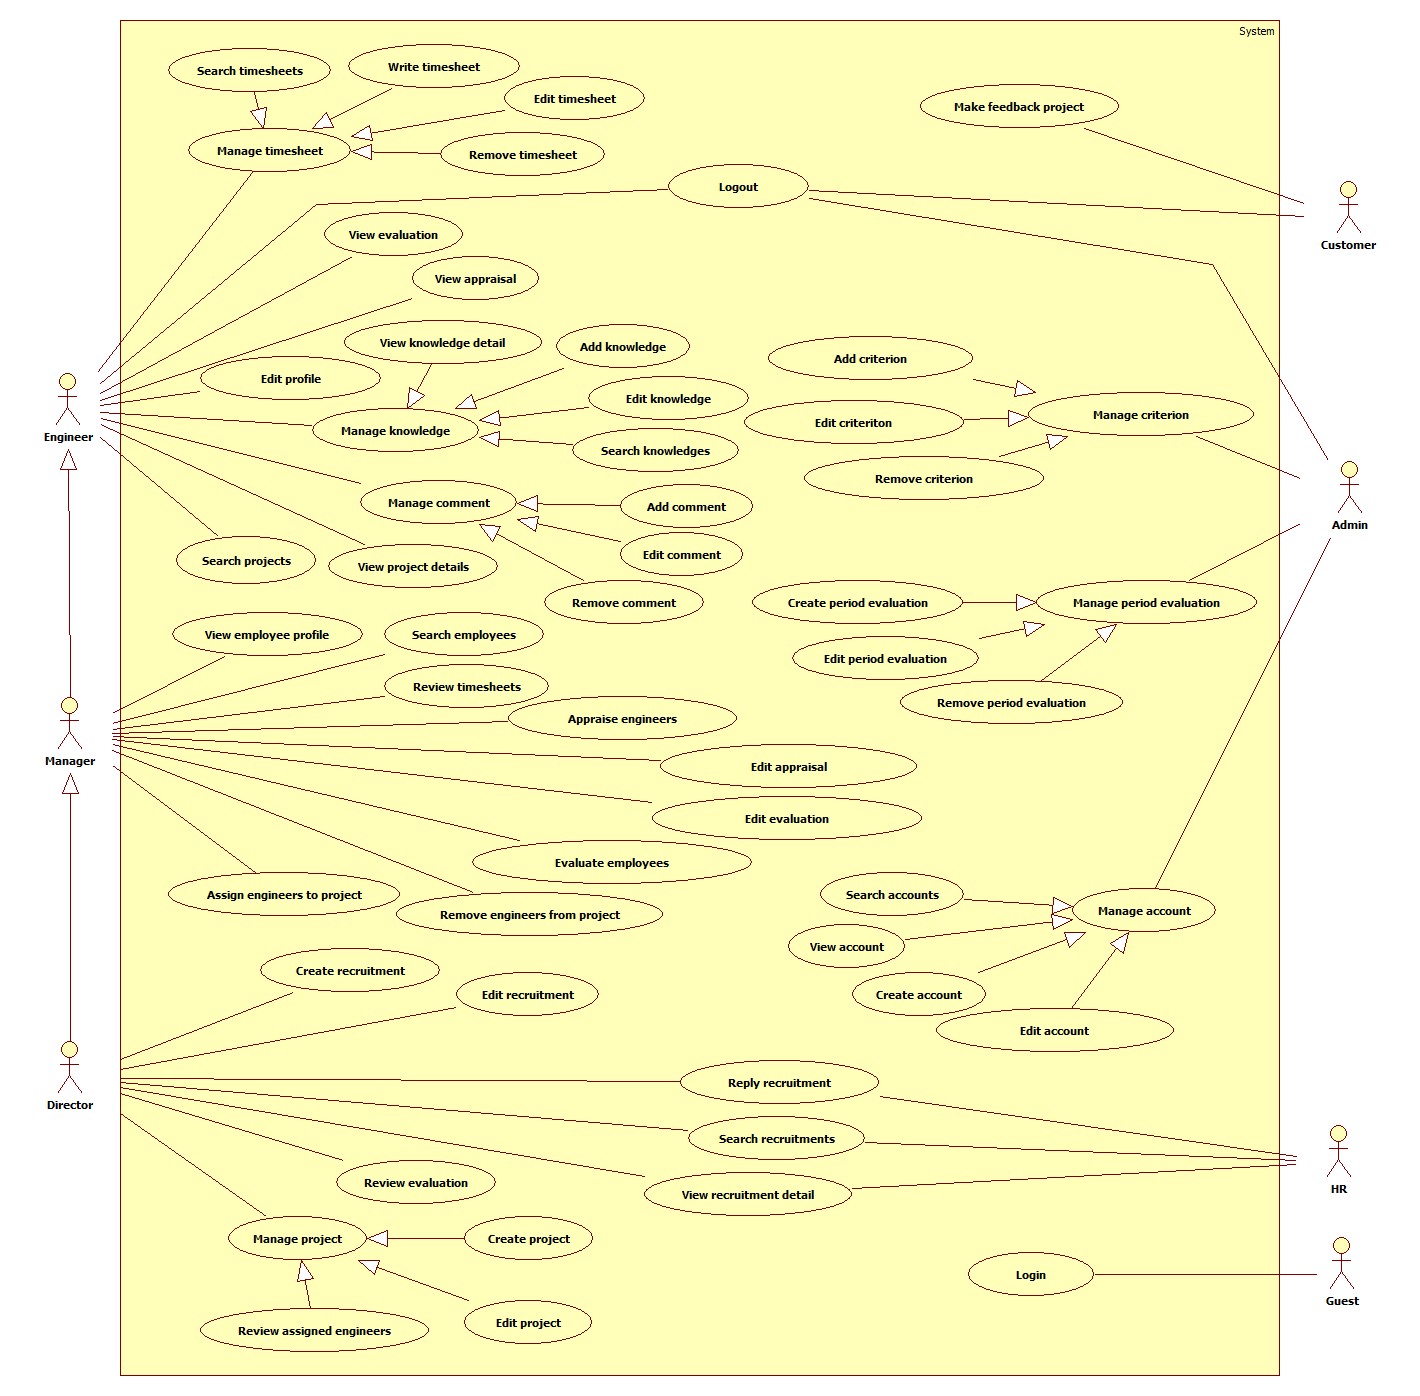 System
Search timesheets
Write timesheet
Edit timesheet
Make feedback project
Manage timesheet
Remove timesheet
Logout
View evaluation
Customer
View appraisal
View knowledge detail
Add knowledge
Add criterion
Edit profile
Edit knowledge
Manage criterion
Edit criteriton
Engineer
Manage knowledge
Search knowledges
Remove criterion
Manage comment
Add comment
Admin
Edit comment
Search projects
View project details
Remove comment
Create period evaluation
Manage period evaluation
View employee profile
Search employees
Edit period evaluation
Review timesheets
Remove period evaluation
Appraise engineers
Manager
Edit appraisal
Edit evaluation
Evaluate employees
Assign engineers to project
Search accounts
Remove engineers from project
Manage account
View account
Create recruitment
Edit recruitment
Create account
Edit account
Reply recruitment
Director
Search recruitments
Review evaluation
View recruitment detail
HR
Manage project
Create project
Login
Guest
Edit project
Review assigned engineers